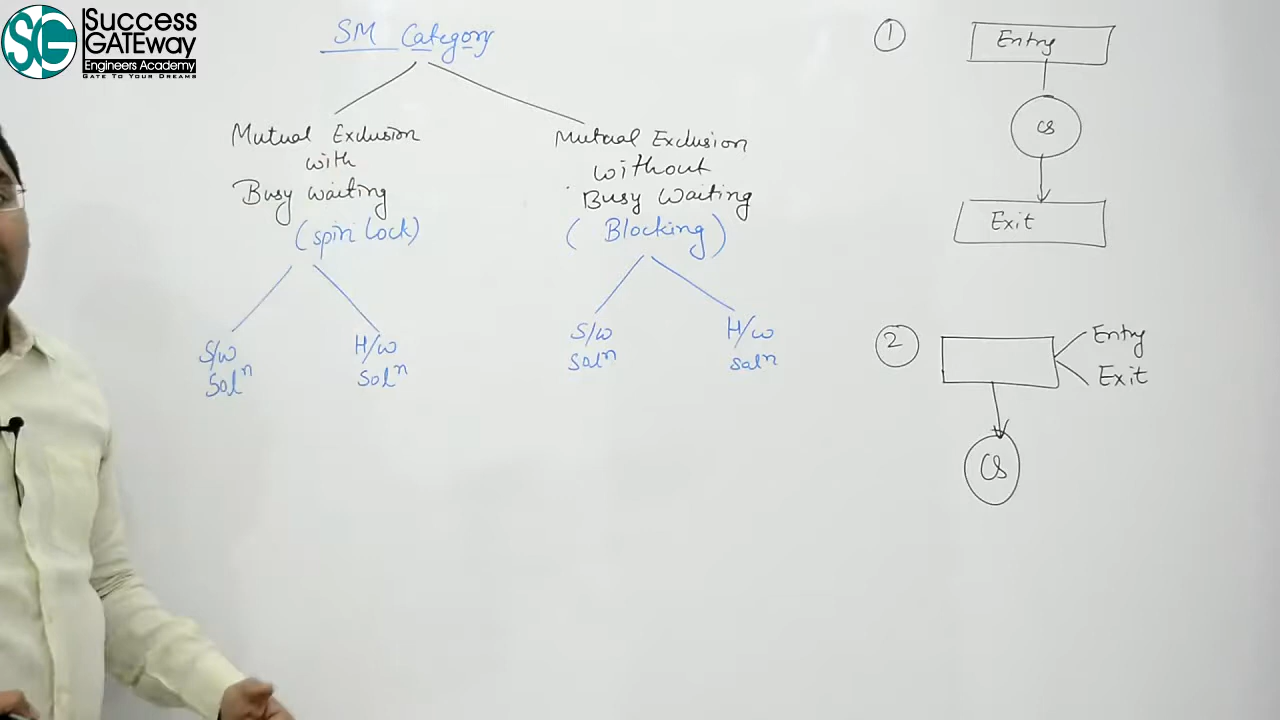 Success
GATEway
Engineers Academy
GATE TO YOUR DREAMS
SG
SM Category
Mutual Exclusion
with
Busy waiting
(spin lock)
S/w
Solⁿ
H/w
Solⁿ
Mutual Exclusion
without
Busy Waiting
(Blocking)
S/w
Solⁿ
H/w
Solⁿ
1
Entry
CS
Exit
2
Entry
Exit
CS